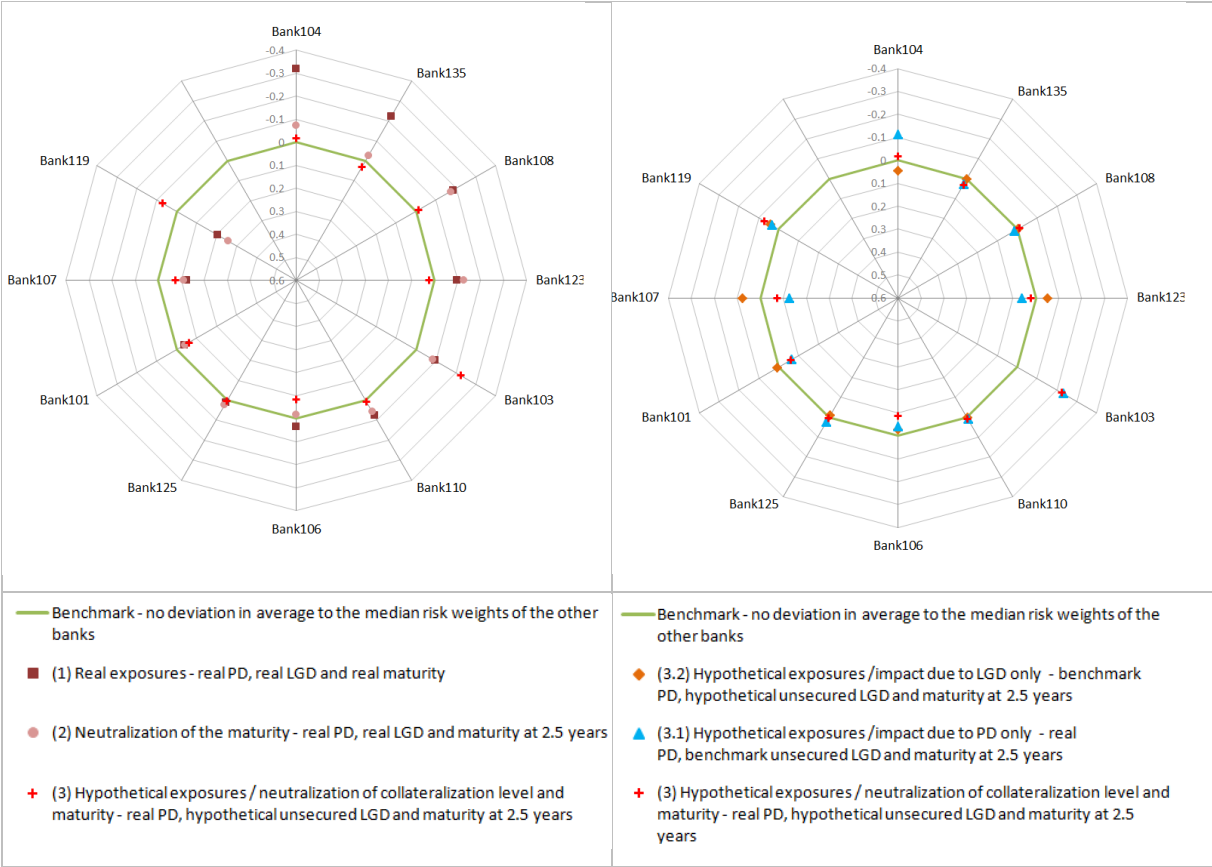 Bank104
-0.4
-0.3
-0.2
-0.1
0
0.1
0.2
0.3
0.4
0.5
0.6
Bank135
Bank108
Bank123
Bank103
Bank110
Bank106
Bank125
Bank101
Bank107
Bank119
Bank104
-0.4
-0.3
-0.2
-0.1
0
0.1
0.2
0.3
0.4
0.5
0.6
Bank135
Bank108
Bank123
Bank103
Bank110
Bank106
Bank125
Bank101
Bank107
Bank119
Benchmark - no deviation in average to the median risk weights of the other
banks
(1) Real exposures - real PD, real LGD and real maturity
(2) Neutralization of the maturity - real PD, real LGD and maturity at 2.5 years
(3) Hypothetical exposures / neutralization of collateralization level and
maturity - real PD, hypothetical unsecured LGD and maturity at 2.5 years
Benchmark - no deviation in average to the median risk weights of the
other banks
(3.2) Hypothetical exposures /impact due to LGD only - benchmark
PD, hypothetical unsecured LGD and maturity at 2.5 years
(3.1) Hypothetical exposures /impact due to PD only - real
PD, benchmark unsecured LGD and maturity at 2.5 years
(3) Hypothetical exposures / neutralization of collateralization level and
maturity - real PD, hypothetical unsecured LGD and maturity at 2.5
years